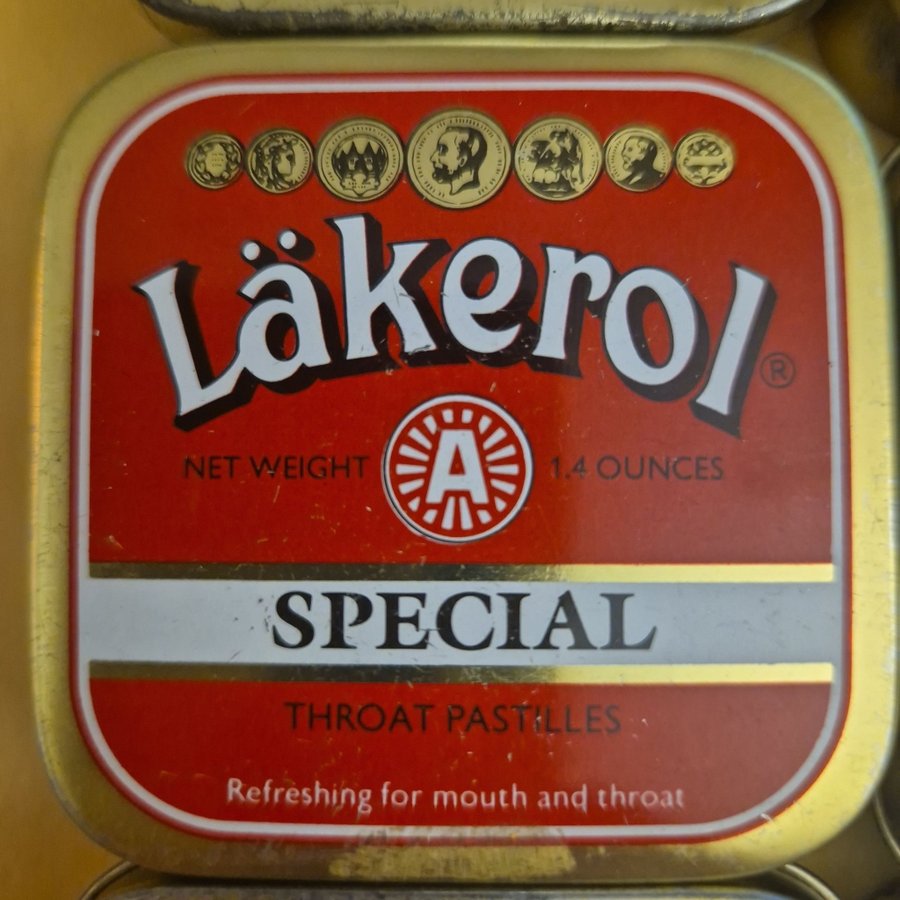 Läkerol
®
NET WEIGHT A 1.4 OUNCES
SPECIAL
THROAT PASTILLES
Refreshing for mouth and throat